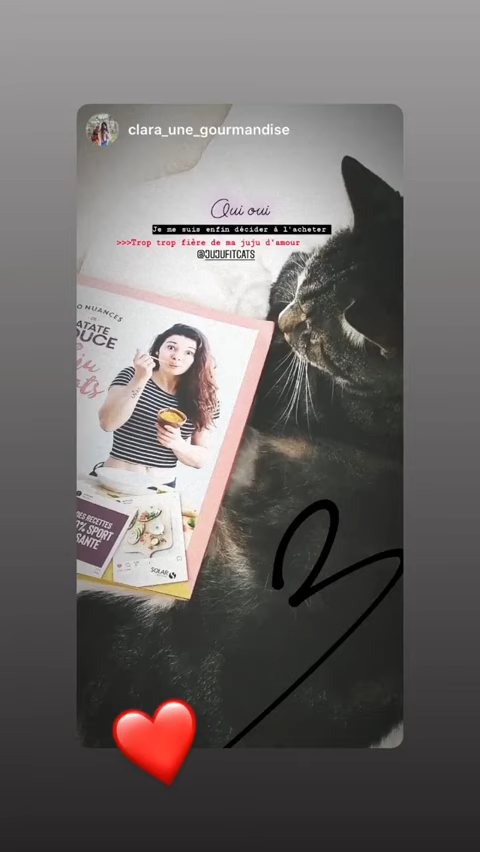 clara_une_gourmandise
Oui oui
Je me suis enfin décider à l'acheter
>>>Trop trop fière de ma juju d'amour
@JUJUFITCATS
NUANCES
PATATE
DOUCE
DES RECETTES
% SPORT
SANTÉ
SOLAR